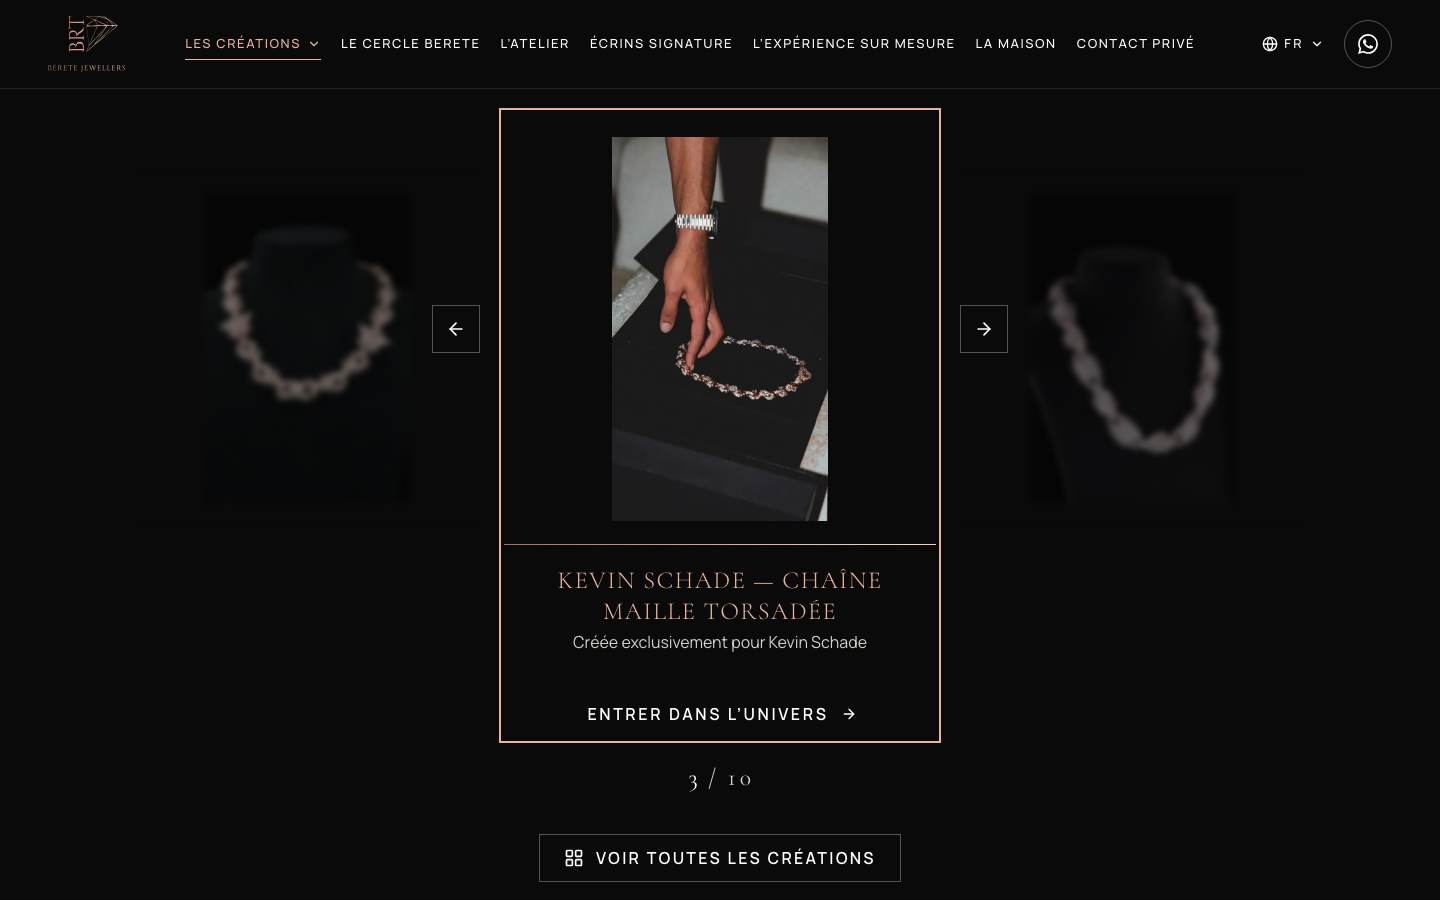 BRT
BERETE JEWELLERS
LES CRÉATIONS
LE CERCLE BERETE
L’ATELIER
ÉCRINS SIGNATURE
L’EXPÉRIENCE SUR MESURE
LA MAISON
CONTACT PRIVÉ
FR
KEVIN SCHADE — CHAÎNE
MAILLE TORSADÉE
Créée exclusivement pour Kevin Schade
ENTRER DANS L’UNIVERS
3 / 10
VOIR TOUTES LES CRÉATIONS